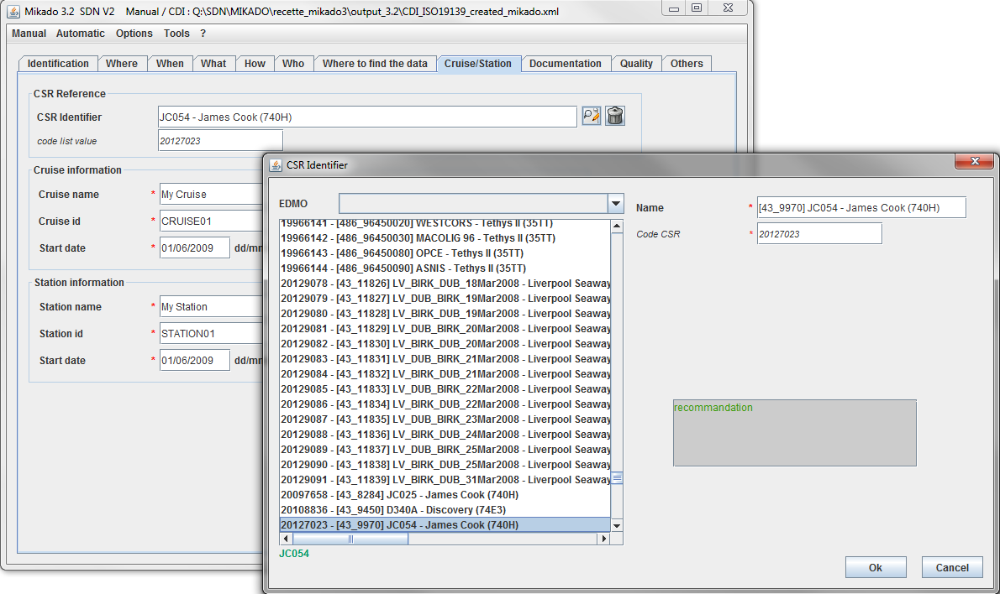 Mikado 3.2 SDN V2 Manual / CDI : Q:\SDN\MIKADO\recette_mikado3\output_3.2\CDI_ISO19139_created_mikado.xml
Manual Automatic Options Tools ?
Identification Where When What How Who Where to find the data Cruise/Station Documentation Quality Others
CSR Reference
CSR Identifier JC054 - James Cook (740H)
code list value 20127023
Cruise information
Cruise name * My Cruise
Cruise id * CRUISE01
Start date * 01/06/2009 dd/mm
Station information
Station name * My Station
Station id * STATION01
Start date * 01/06/2009 dd/mm
CSR Identifier
EDMO
19966141 - [486_96450020] WESTCORS - Tethys II (35TT)
19966142 - [486_96450030] MACOLIG 96 - Tethys II (35TT)
19966143 - [486_96450080] OPCE - Tethys II (35TT)
19966144 - [486_96450090] ASNIS - Tethys II (35TT)
20129078 - [43_11826] LV_BIRK_DUB_18Mar2008 - Liverpool Seaway
20129079 - [43_11827] LV_DUB_BIRK_19Mar2008 - Liverpool Seaway
20129080 - [43_11828] LV_BIRK_DUB_19Mar2008 - Liverpool Seaway
20129081 - [43_11829] LV_DUB_BIRK_20Mar2008 - Liverpool Seaway
20129082 - [43_11830] LV_BIRK_DUB_20Mar2008 - Liverpool Seaway
20129083 - [43_11831] LV_DUB_BIRK_21Mar2008 - Liverpool Seaway
20129084 - [43_11832] LV_BIRK_DUB_21Mar2008 - Liverpool Seaway
20129085 - [43_11833] LV_DUB_BIRK_22Mar2008 - Liverpool Seaway
20129086 - [43_11834] LV_BIRK_DUB_22Mar2008 - Liverpool Seaway
20129087 - [43_11835] LV_DUB_BIRK_23Mar2008 - Liverpool Seaway
20129088 - [43_11836] LV_BIRK_DUB_24Mar2008 - Liverpool Seaway
20129089 - [43_11837] LV_DUB_BIRK_25Mar2008 - Liverpool Seaway
20129090 - [43_11838] LV_BIRK_DUB_25Mar2008 - Liverpool Seaway
20129091 - [43_11839] LV_BIRK_DUB_31Mar2008 - Liverpool Seaway
20097658 - [43_8284] JC025 - James Cook (740H)
20108836 - [43_9450] D340A - Discovery (74E3)
20127023 - [43_9970] JC054 - James Cook (740H)
JC054
Name * [43_9970] JC054 - James Cook (740H)
Code CSR * 20127023
recommandation
Ok Cancel